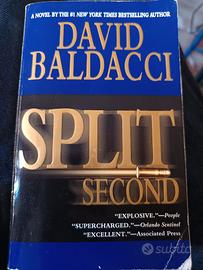 A NOVEL BY THE #1 NEW YORK TIMES BESTSELLING AUTHOR
DAVID
BALDACCI
SPLIT
SECOND
"EXPLOSIVE."—People
"SUPERCHARGED."—Orlando Sentinel
"EXCELLENT."—Associated Press
Subito